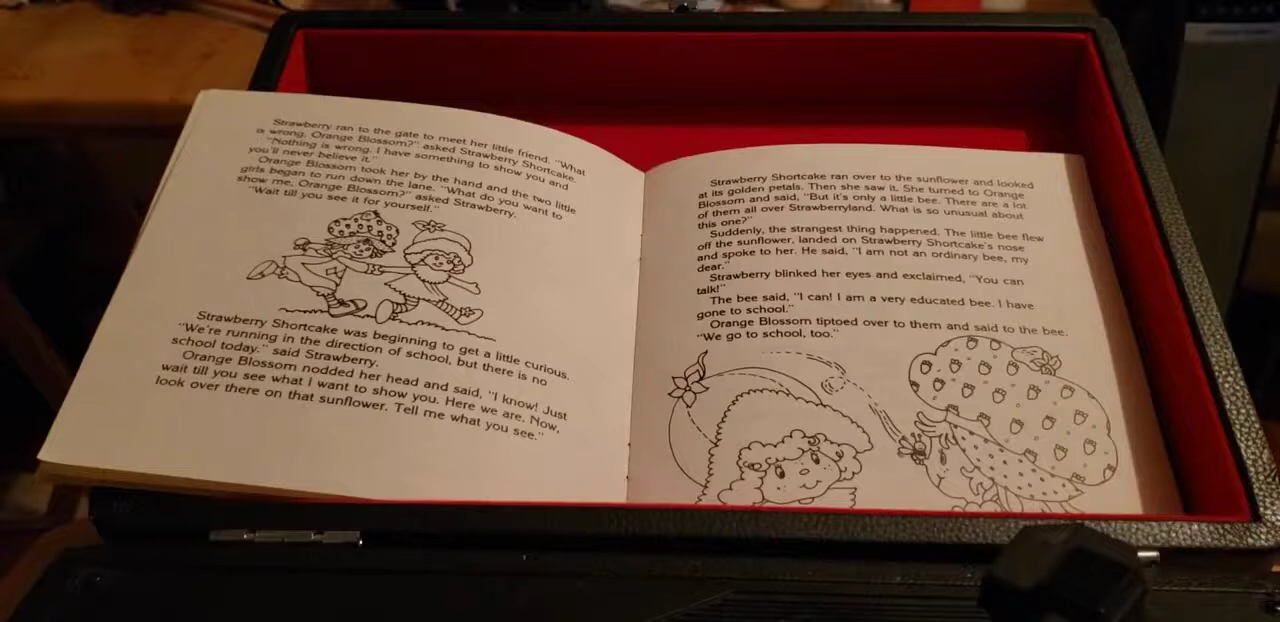 Strawberry ran to the gate to meet her little friend. "What
is wrong, Orange Blossom?" asked Strawberry Shortcake.
"Nothing is wrong. I have something to show you and
you'll never believe it."
Orange Blossom took her by the hand and the two little
girls began to run down the lane. "What do you want to
show me, Orange Blossom?" asked Strawberry.
"Wait till you see it for yourself."
Strawberry Shortcake was beginning to get a little curious.
"We're running in the direction of school, but there is no
school today." said Strawberry.
Orange Blossom nodded her head and said, "I know! Just
wait till you see what I want to show you. Here we are. Now,
look over there on that sunflower. Tell me what you see."
Strawberry Shortcake ran over to the sunflower and looked
at its golden petals. Then she saw it. She turned to Orange
Blossom and said, "But it's only a little bee. There are a lot
of them all over Strawberryland. What is so unusual about
this one?"
Suddenly, the strangest thing happened. The little bee flew
off the sunflower, landed on Strawberry Shortcake's nose
and spoke to her. He said, "I am not an ordinary bee, my
dear."
Strawberry blinked her eyes and exclaimed, "You can
talk!"
The bee said, "I can! I am a very educated bee. I have
gone to school."
Orange Blossom tiptoed over to them and said to the bee.
"We go to school, too."